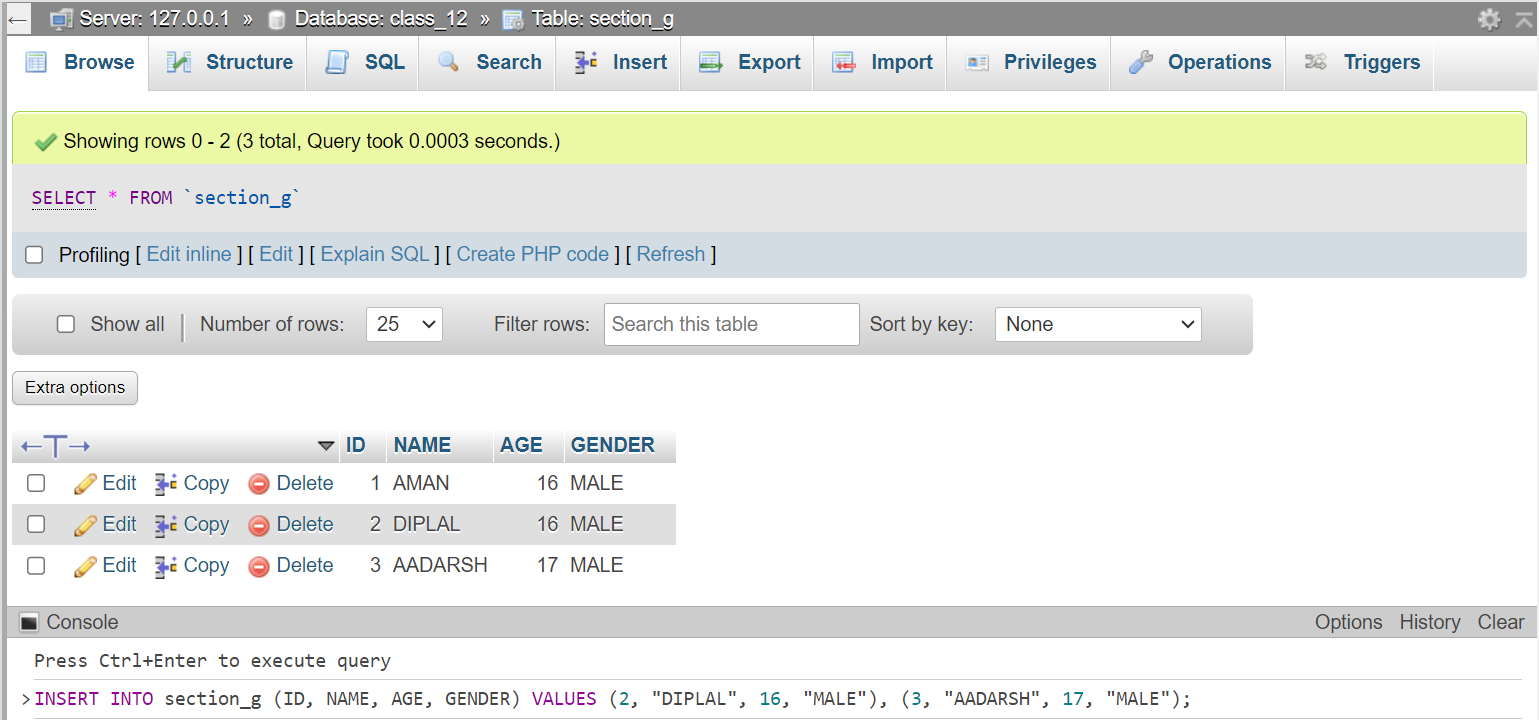 Server: 127.0.0.1 » Database: class_12 » Table: section_g
Browse Structure SQL Search Insert Export Import Privileges Operations Triggers
Showing rows 0 - 2 (3 total, Query took 0.0003 seconds.)
SELECT * FROM `section_g`
Profiling [ Edit inline ] [ Edit ] [ Explain SQL ] [ Create PHP code ] [ Refresh ]
Show all | Number of rows: 25 Filter rows: Search this table Sort by key: None
Extra options
←T→ ID NAME AGE GENDER
Edit Copy Delete 1 AMAN 16 MALE
Edit Copy Delete 2 DIPLAL 16 MALE
Edit Copy Delete 3 AADARSH 17 MALE
Console Options History Clear
Press Ctrl+Enter to execute query
>INSERT INTO section_g (ID, NAME, AGE, GENDER) VALUES (2, "DIPLAL", 16, "MALE"), (3, "AADARSH", 17, "MALE");